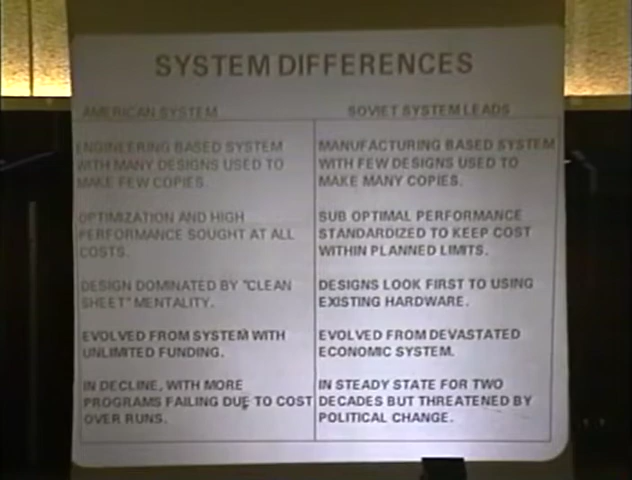 SYSTEM DIFFERENCES
AMERICAN SYSTEM
SOVIET SYSTEM LEADS
ENGINEERING BASED SYSTEM
WITH MANY DESIGNS USED TO
MAKE FEW COPIES.
MANUFACTURING BASED SYSTEM
WITH FEW DESIGNS USED TO
MAKE MANY COPIES.
OPTIMIZATION AND HIGH
PERFORMANCE SOUGHT AT ALL
COSTS.
SUB OPTIMAL PERFORMANCE
STANDARDIZED TO KEEP COST
WITHIN PLANNED LIMITS.
DESIGN DOMINATED BY "CLEAN
SHEET" MENTALITY.
DESIGNS LOOK FIRST TO USING
EXISTING HARDWARE.
EVOLVED FROM SYSTEM WITH
UNLIMITED FUNDING.
EVOLVED FROM DEVASTATED
ECONOMIC SYSTEM.
IN DECLINE, WITH MORE
PROGRAMS FAILING DUE TO COST
OVER RUNS.
IN STEADY STATE FOR TWO
DECADES BUT THREATENED BY
POLITICAL CHANGE.